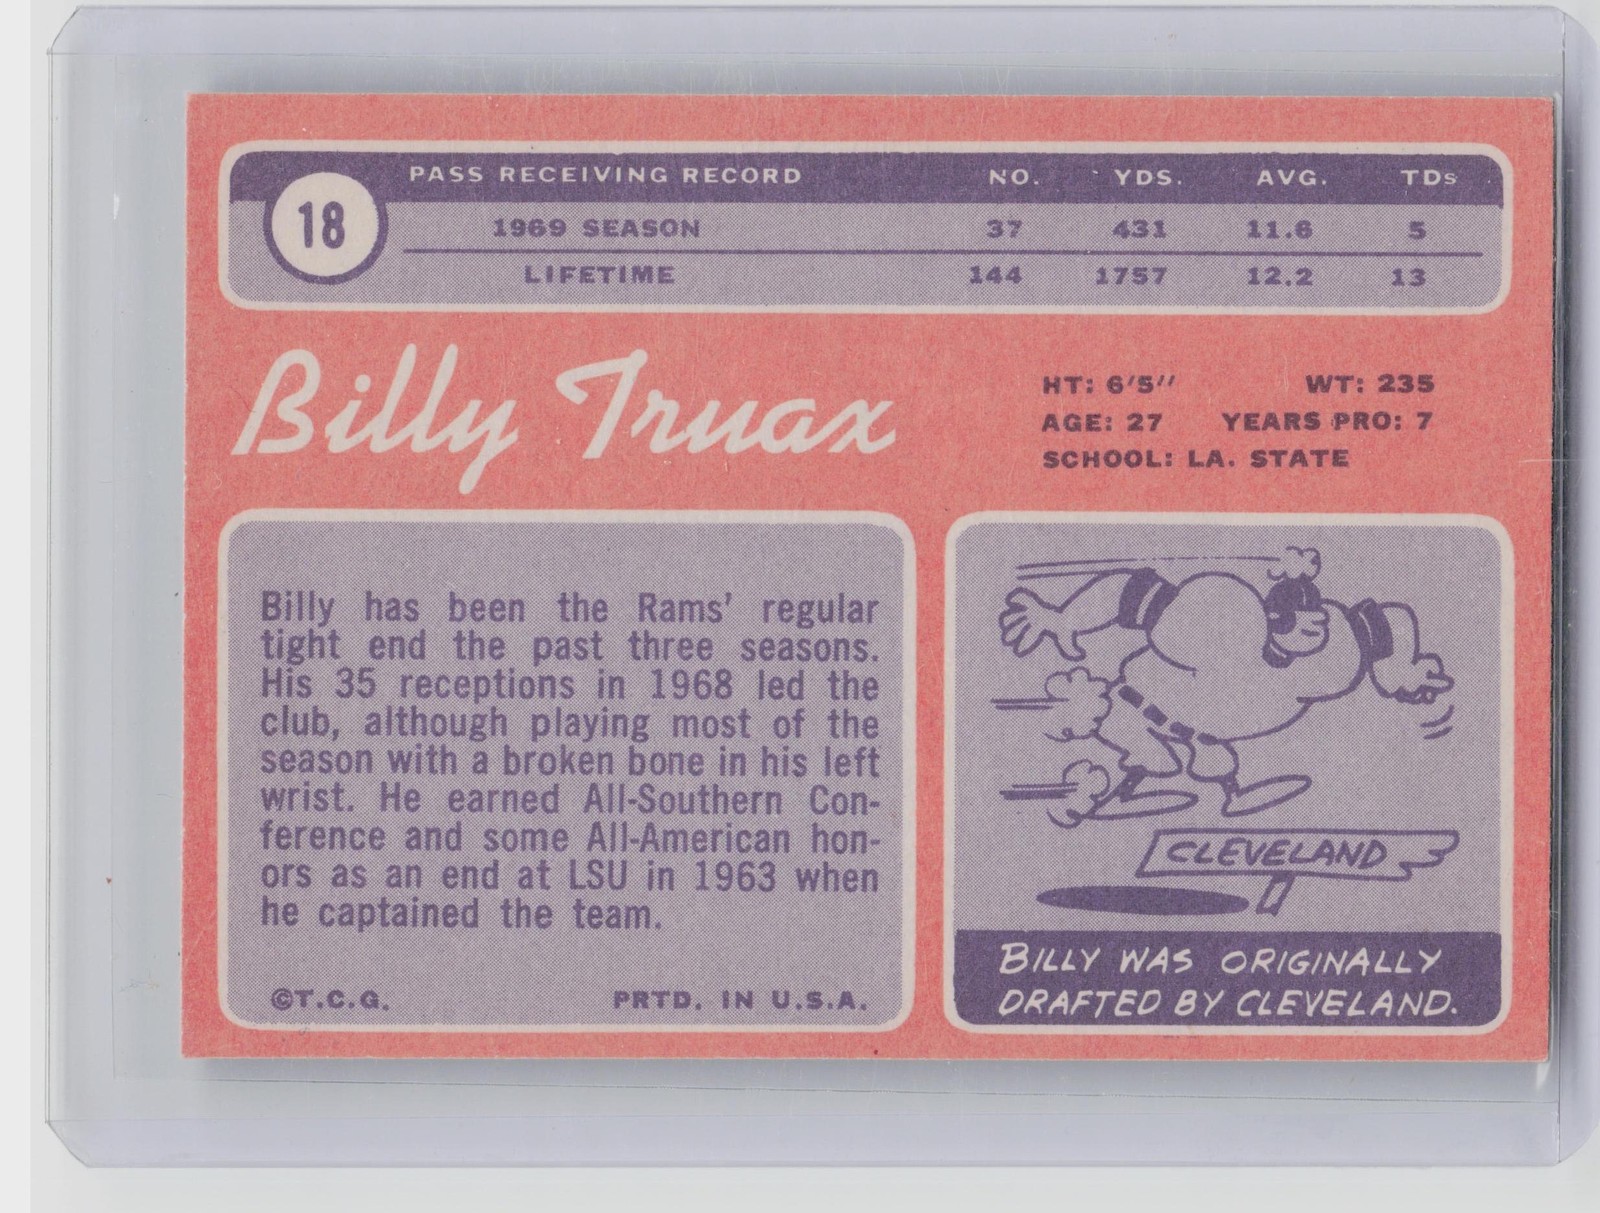 18
PASS RECEIVING RECORD NO. YDS. AVG. TDs
1969 SEASON 37 431 11.6 5
LIFETIME 144 1757 12.2 13
Billy Truax
HT: 6'5'' WT: 235
AGE: 27 YEARS PRO: 7
SCHOOL: LA. STATE
Billy has been the Rams' regular
tight end the past three seasons.
His 35 receptions in 1968 led the
club, although playing most of the
season with a broken bone in his left
wrist. He earned All-Southern Con-
ference and some All-American hon-
ors as an end at LSU in 1963 when
he captained the team.
©T.C.G. PRTD. IN U.S.A.
CLEVELAND
BILLY WAS ORIGINALLY
DRAFTED BY CLEVELAND.